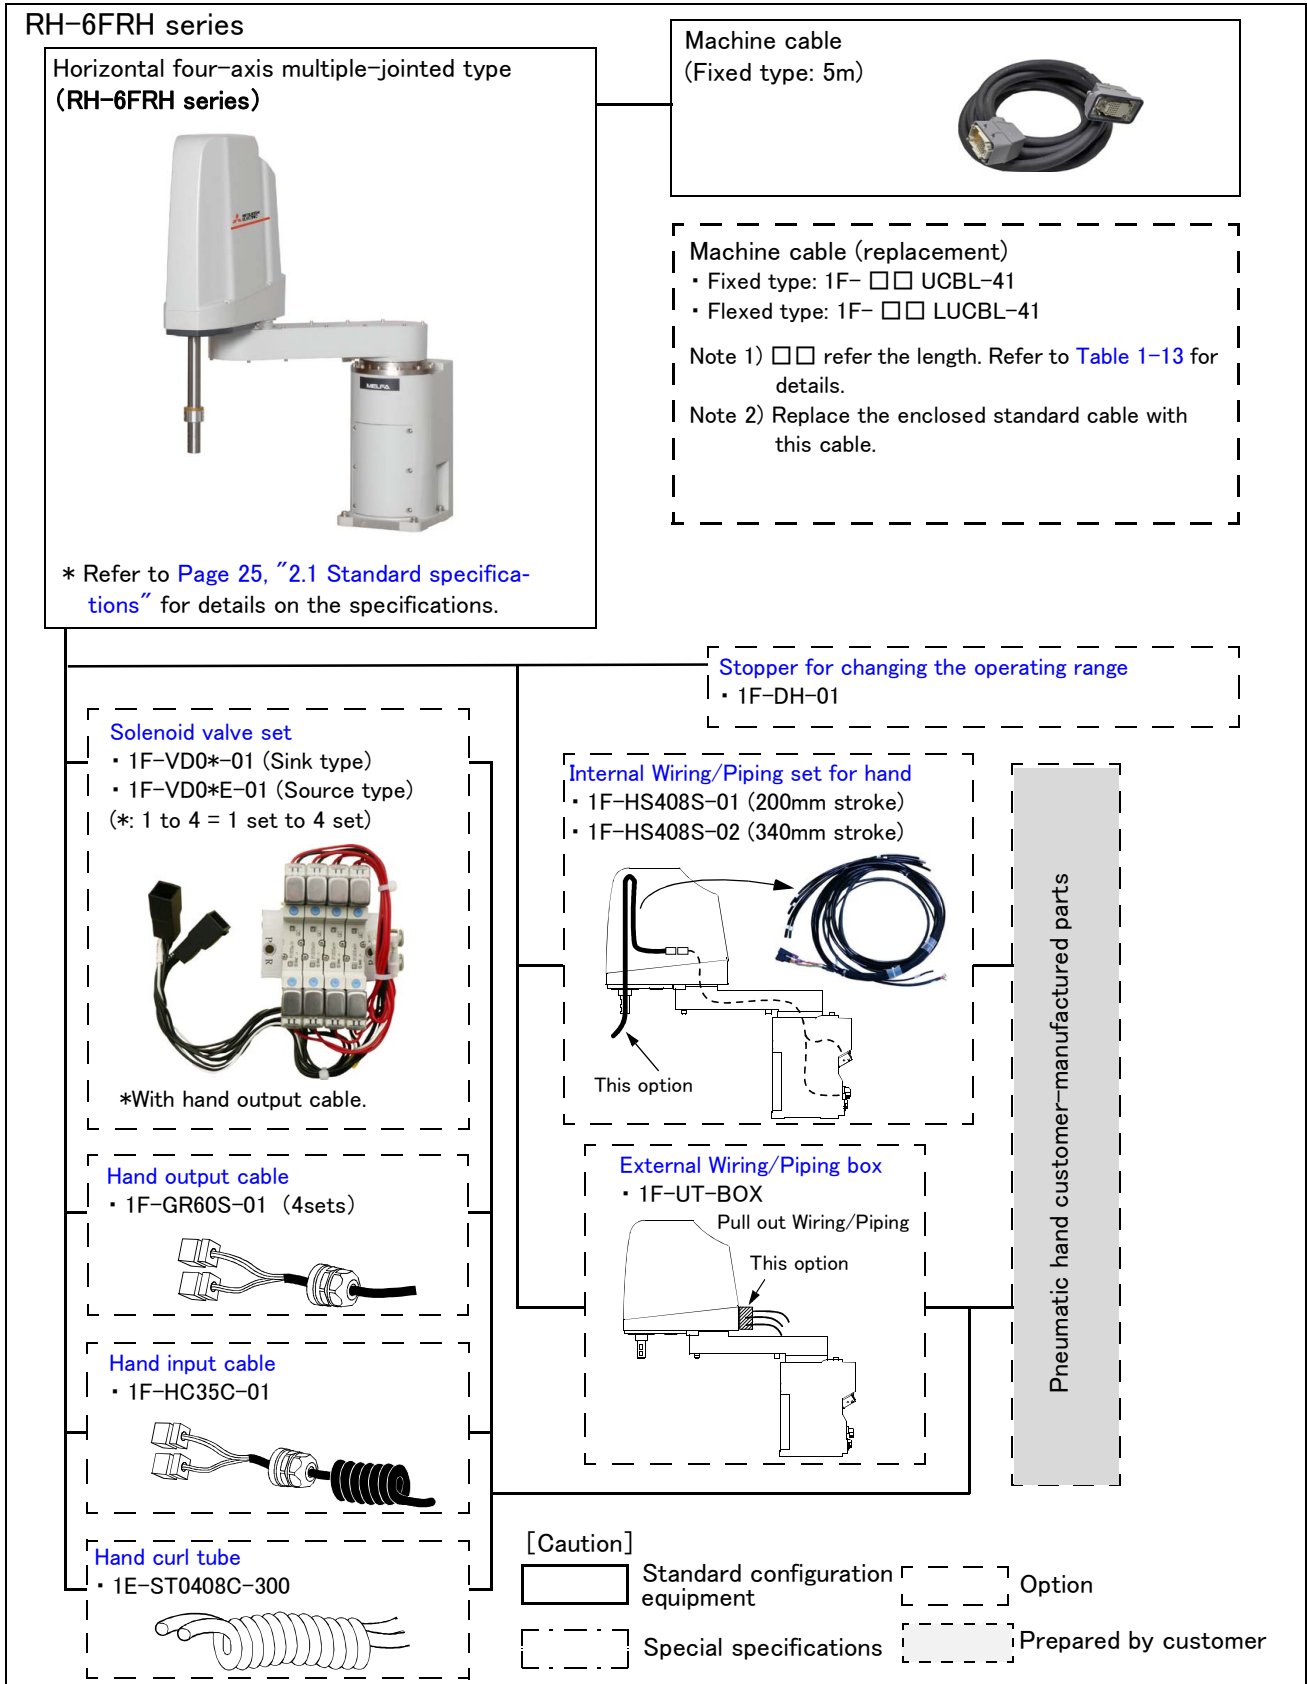 RH-6FRH series
Horizontal four-axis multiple-jointed type
(RH-6FRH series)
MITSUBISHI
ELECTRIC
MELFA
* Refer to Page 25, "2.1 Standard specifica-
tions" for details on the specifications.
Machine cable
(Fixed type: 5m)
Machine cable (replacement)
・Fixed type: 1F- □□ UCBL-41
・Flexed type: 1F- □□ LUCBL-41
Note 1) □□ refer the length. Refer to Table 1-13 for
details.
Note 2) Replace the enclosed standard cable with
this cable.
Stopper for changing the operating range
・1F-DH-01
Solenoid valve set
・1F-VD0*-01 (Sink type)
・1F-VD0*E-01 (Source type)
(*: 1 to 4 = 1 set to 4 set)
*With hand output cable.
Internal Wiring/Piping set for hand
・1F-HS408S-01 (200mm stroke)
・1F-HS408S-02 (340mm stroke)
This option
Hand output cable
・1F-GR60S-01 (4sets)
External Wiring/Piping box
・1F-UT-BOX
Pull out Wiring/Piping
This option
Hand input cable
・1F-HC35C-01
Hand curl tube
・1E-ST0408C-300
Pneumatic hand customer-manufactured parts
[Caution]
Standard configuration
equipment
Option
Special specifications
Prepared by customer